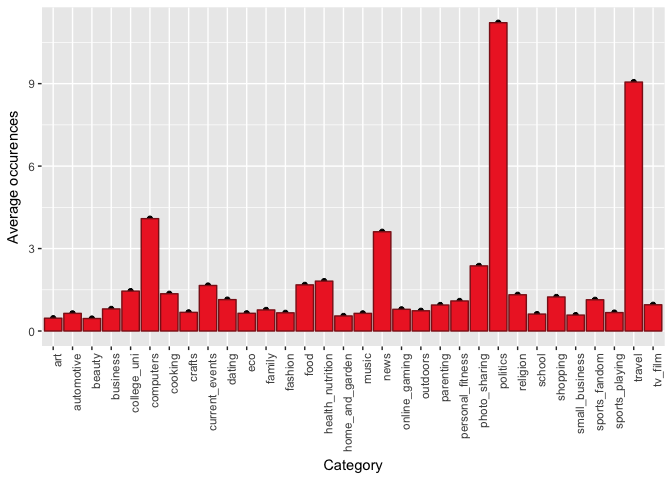 Average occurences
9
6
3
0
art
automotive
beauty
business
college_uni
computers
cooking
crafts
current_events
dating
eco
family
fashion
food
health_nutrition
home_and_garden
music
news
online_gaming
outdoors
parenting
personal_fitness
photo_sharing
politics
religion
school
shopping
small_business
sports_fandom
sports_playing
travel
tv_film
Category